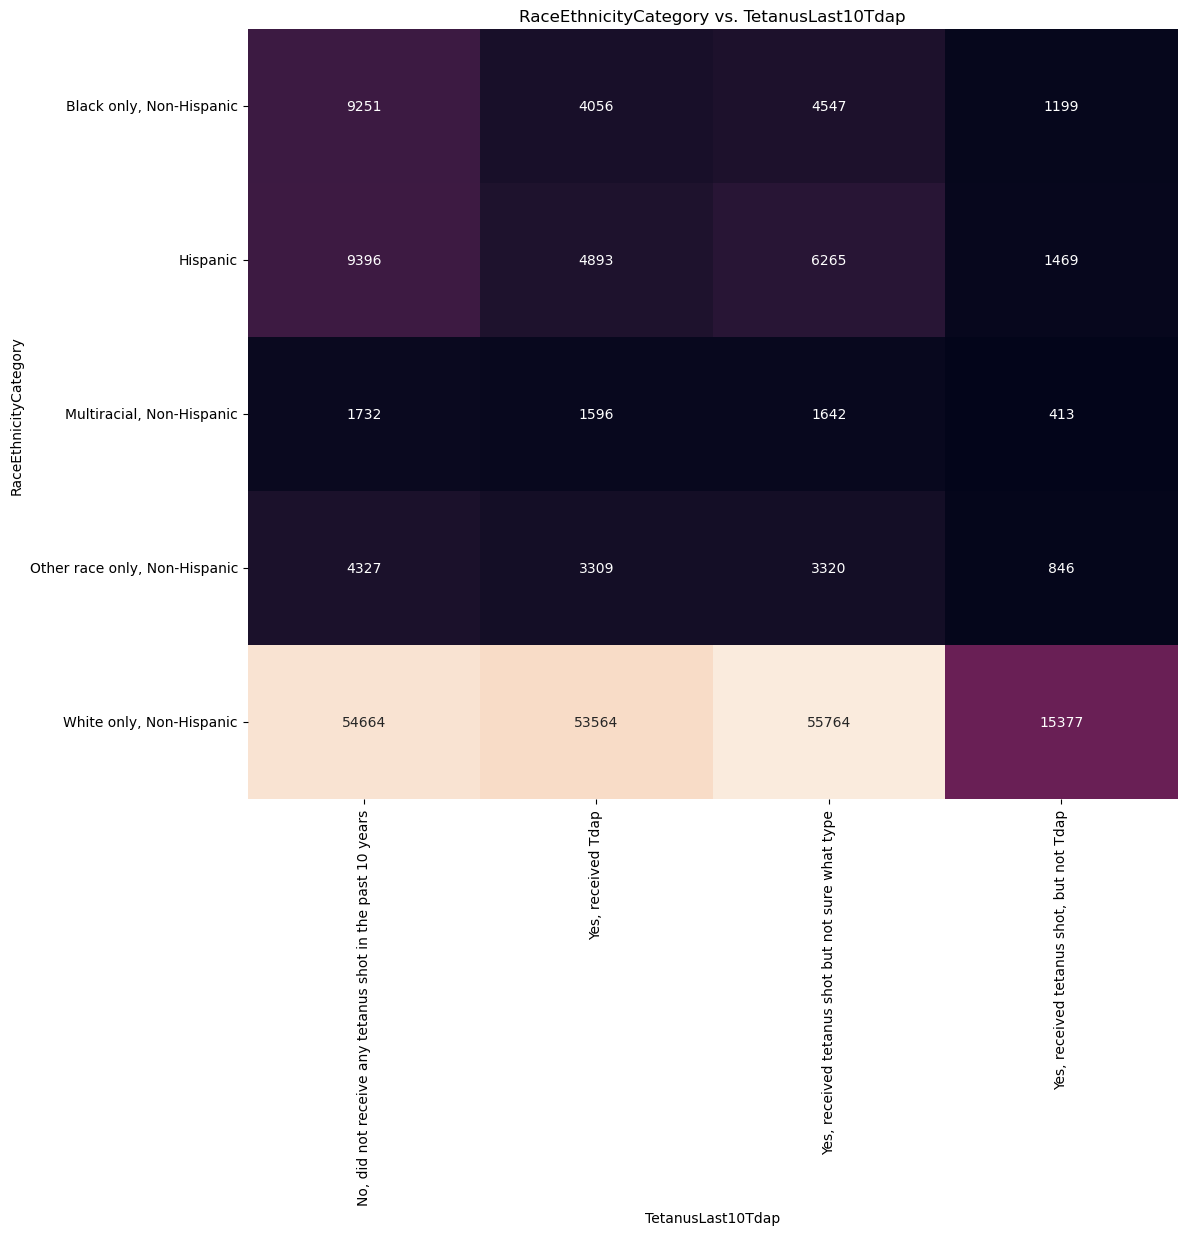 RaceEthnicityCategory vs. TetanusLast10Tdap
RaceEthnicityCategory
Black only, Non-Hispanic 9251 4056 4547 1199
Hispanic 9396 4893 6265 1469
Multiracial, Non-Hispanic 1732 1596 1642 413
Other race only, Non-Hispanic 4327 3309 3320 846
White only, Non-Hispanic 54664 53564 55764 15377
No, did not receive any tetanus shot in the past 10 years
Yes, received Tdap
Yes, received tetanus shot but not sure what type
Yes, received tetanus shot, but not Tdap
TetanusLast10Tdap